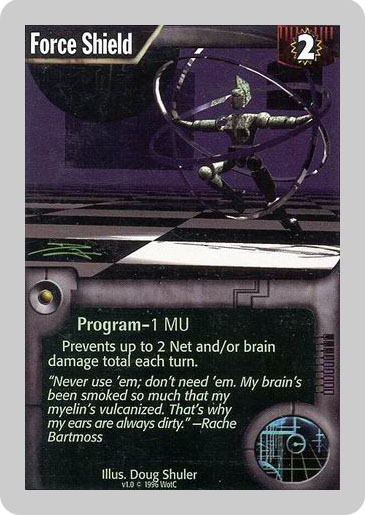 Force Shield
2
Program–1 MU
Prevents up to 2 Net and/or brain
damage total each turn.
“Never use 'em; don't need 'em. My brain's
been smoked so much that my
myelin's vulcanized. That's why
my ears are always dirty.” –Rache
Bartmoss
Illus. Doug Shuler
v1.0 © 1996 WotC